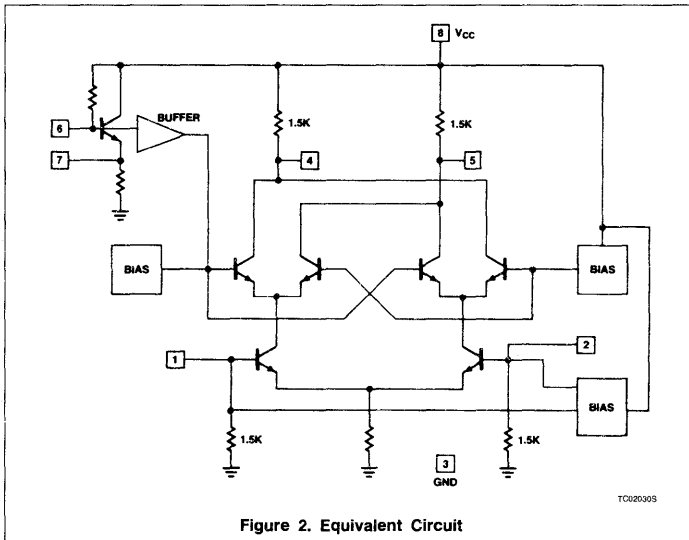 8 VCC
6
BUFFER
1.5K
1.5K
7
4
5
BIAS
BIAS
1
2
BIAS
1.5K
1.5K
3
GND
TC02030S
Figure 2. Equivalent Circuit